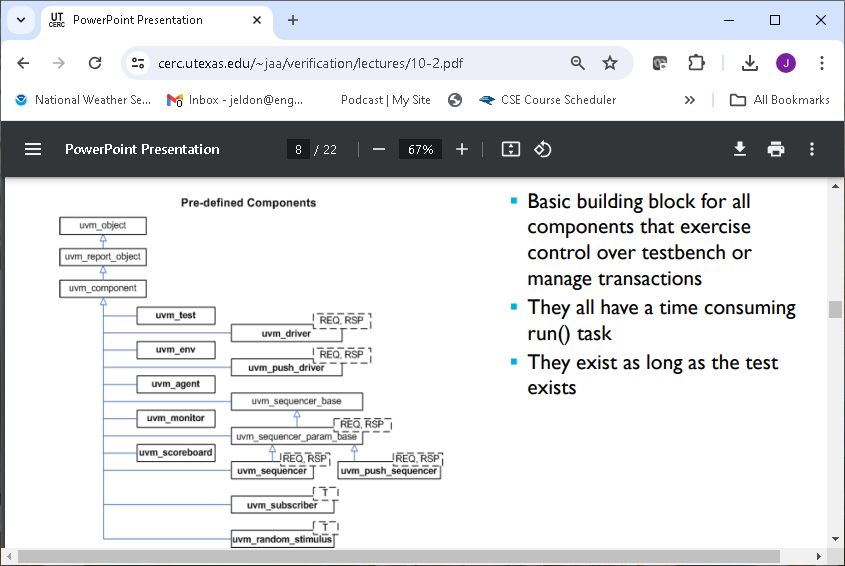 UT
CERC
PowerPoint Presentation
cerc.utexas.edu/~jaa/verification/lectures/10-2.pdf
J
National Weather Se...
Inbox - jeldon@eng...
Podcast | My Site
CSE Course Scheduler
All Bookmarks
PowerPoint Presentation
8 / 22
67%
Pre-defined Components
uvm_object
uvm_report_object
uvm_component
uvm_test
REQ, RSP
uvm_driver
uvm_env
REQ, RSP
uvm_push_driver
uvm_agent
uvm_sequencer_base
uvm_monitor
REQ, RSP
uvm_sequencer_param_base
uvm_scoreboard
REQ, RSP
REQ, RSP
uvm_sequencer
uvm_push_sequencer
T
uvm_subscriber
T
uvm_random_stimulus
Basic building block for all
components that exercise
control over testbench or
manage transactions
They all have a time consuming
run() task
They exist as long as the test
exists